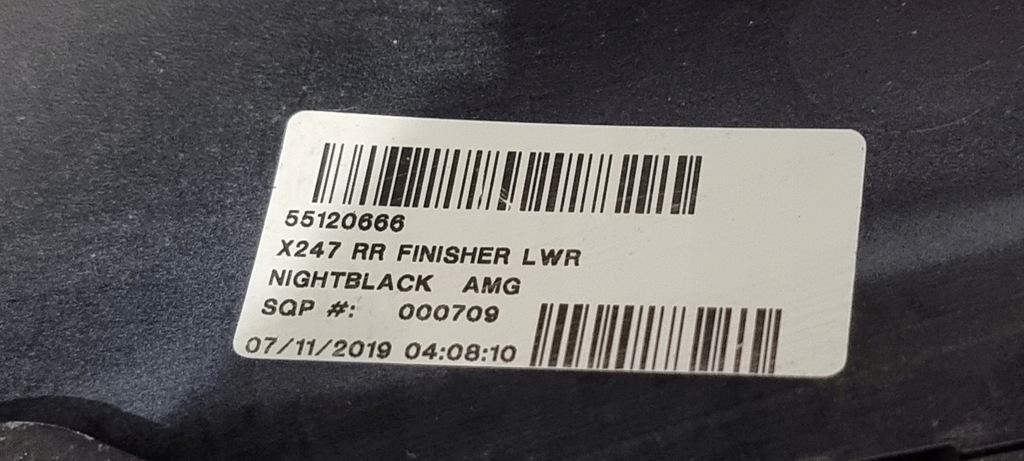 55120666
X247 RR FINISHER LWR
NIGHTBLACK AMG
SQP #: 000709
07/11/2019 04:08:10